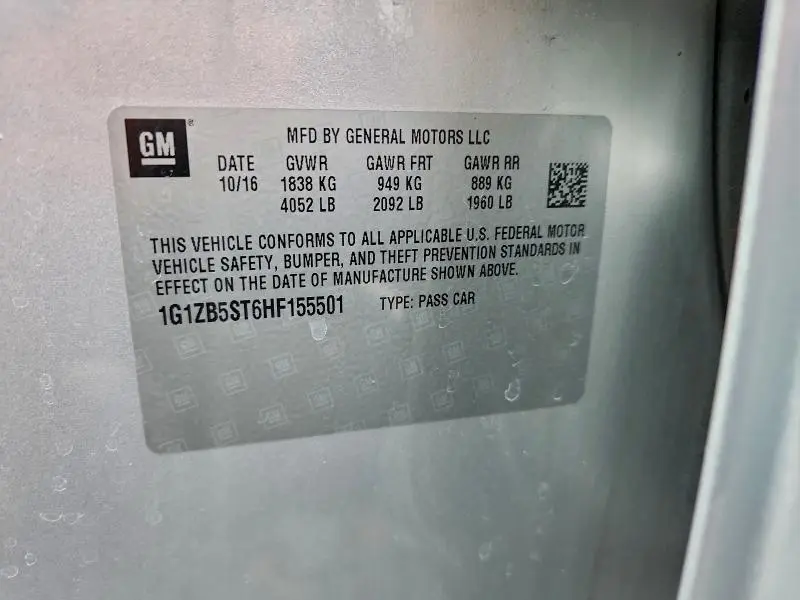 GM
MFD BY GENERAL MOTORS LLC
DATE GVWR GAWR FRT GAWR RR
10/16 1838 KG 949 KG 889 KG
4052 LB 2092 LB 1960 LB
THIS VEHICLE CONFORMS TO ALL APPLICABLE U.S. FEDERAL MOTOR
VEHICLE SAFETY, BUMPER, AND THEFT PREVENTION STANDARDS IN
EFFECT ON THE DATE OF MANUFACTURE SHOWN ABOVE.
1G1ZB5ST6HF155501 TYPE: PASS CAR